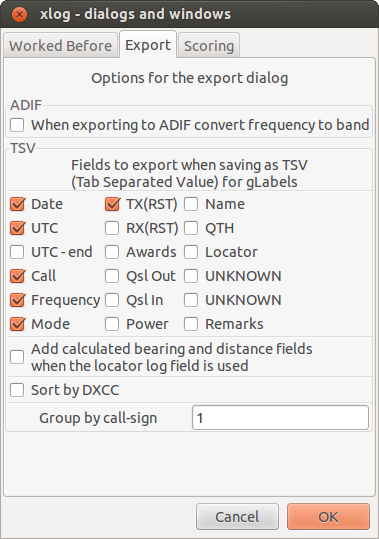 xlog - dialogs and windows
Worked Before Export Scoring
Options for the export dialog
ADIF
When exporting to ADIF convert frequency to band
TSV
Fields to export when saving as TSV
(Tab Separated Value) for gLabels
Date TX(RST) Name
UTC RX(RST) QTH
UTC - end Awards Locator
Call Qsl Out UNKNOWN
Frequency Qsl In UNKNOWN
Mode Power Remarks
Add calculated bearing and distance fields
when the locator log field is used
Sort by DXCC
Group by call-sign 1
Cancel OK